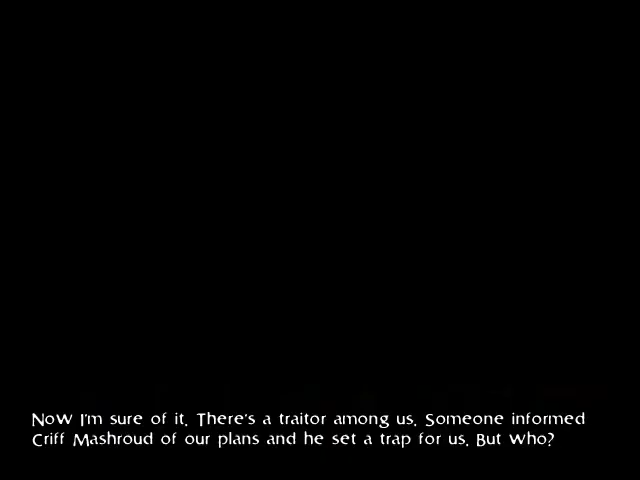 Now I'm sure of it. There's a traitor among us. Someone informed
Criff Mashroud of our plans and he set a trap for us. But who?